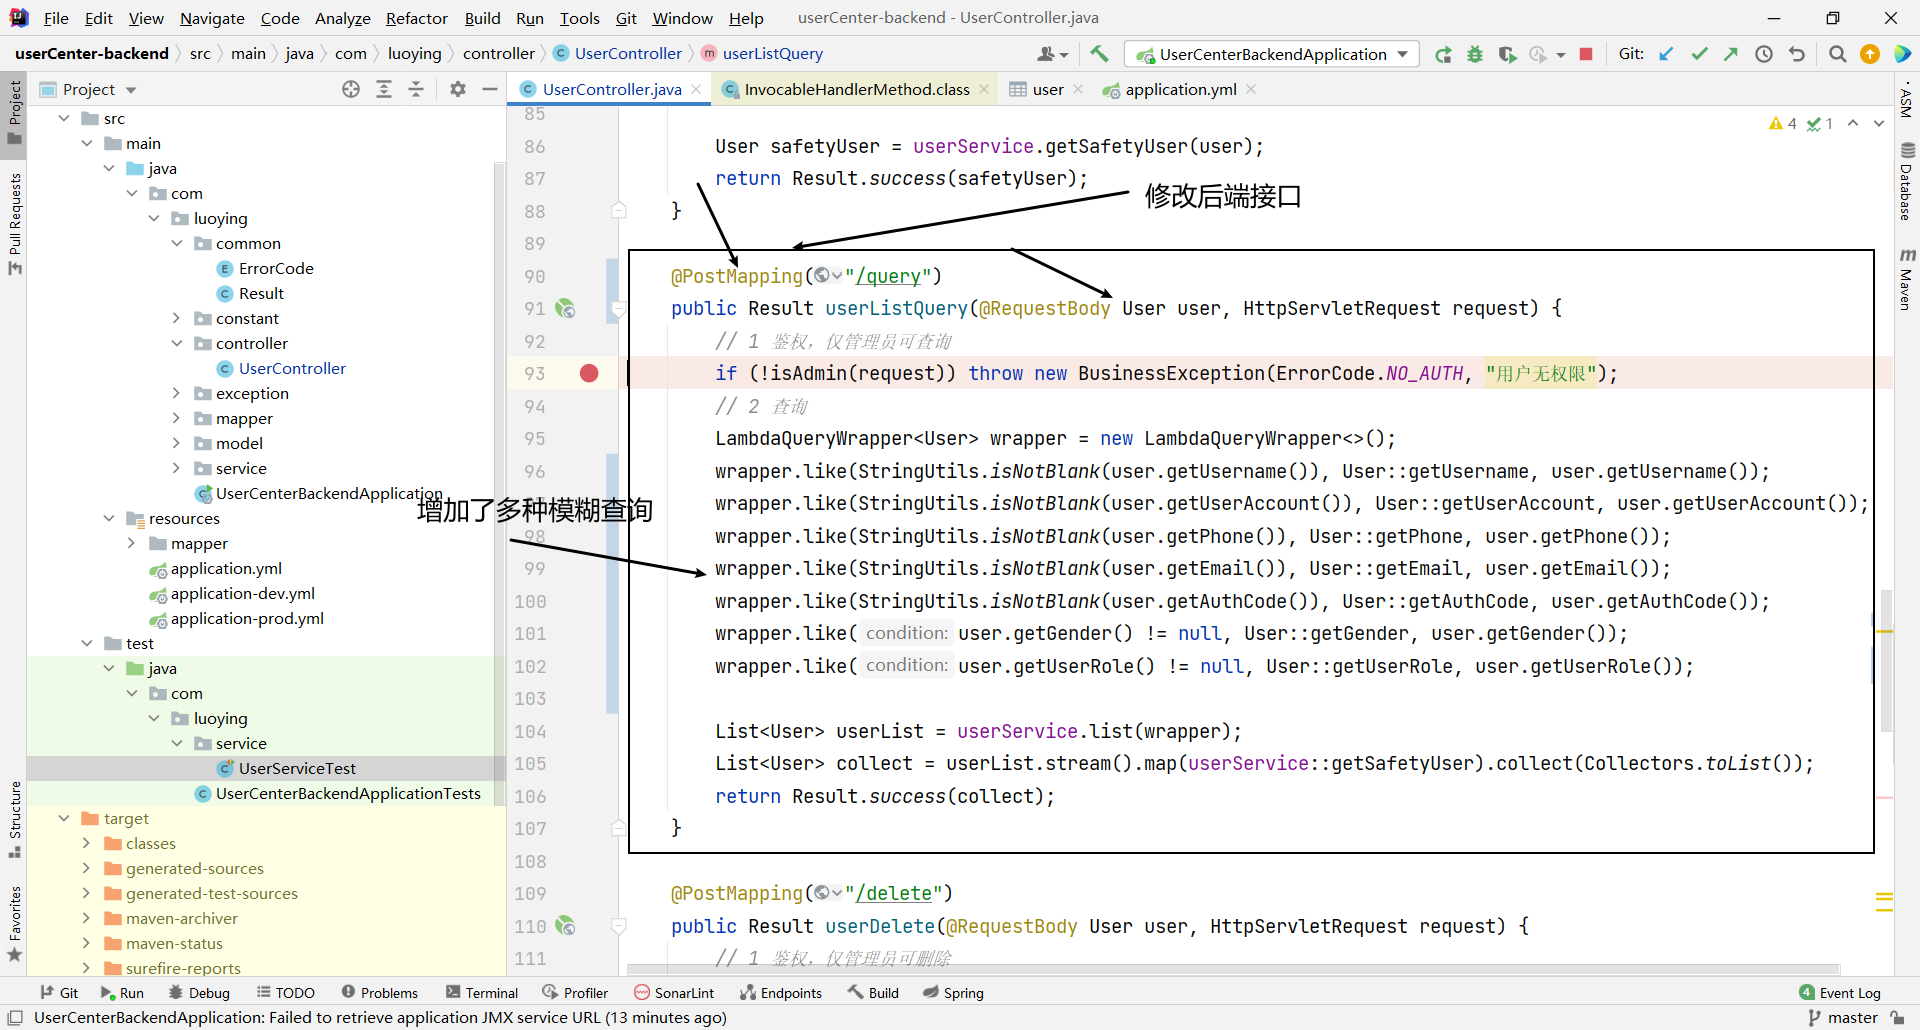 File Edit View Navigate Code Analyze Refactor Build Run Tools Git Window Help userCenter-backend - UserController.java
userCenter-backend src main java com luoying controller UserController userListQuery UserCenterBackendApplication Git:
Project UserController.java InvocableHandlerMethod.class user application.yml
src
main
java
com
luoying
common
ErrorCode
Result
constant
controller
UserController
exception
mapper
model
service
UserCenterBackendApplication
resources
mapper
application.yml
application-dev.yml
application-prod.yml
test
java
com
luoying
service
UserServiceTest
UserCenterBackendApplicationTests
target
classes
generated-sources
generated-test-sources
maven-archiver
maven-status
surefire-reports
Project
Pull Requests
Structure
Favorites
4 1
85
86 User safetyUser = userService.getSafetyUser(user);
87 return Result.success(safetyUser);
修改后端接口
88 }
89
90 @PostMapping("/query")
91 public Result userListQuery(@RequestBody User user, HttpServletRequest request) {
92 // 1 鉴权，仅管理员可查询
93 if (!isAdmin(request)) throw new BusinessException(ErrorCode.NO_AUTH, "用户无权限");
94 // 2 查询
95 LambdaQueryWrapper<User> wrapper = new LambdaQueryWrapper<>();
96 wrapper.like(StringUtils.isNotBlank(user.getUsername()), User::getUsername, user.getUsername());
wrapper.like(StringUtils.isNotBlank(user.getUserAccount()), User::getUserAccount, user.getUserAccount());
增加了多种模糊查询
98 wrapper.like(StringUtils.isNotBlank(user.getPhone()), User::getPhone, user.getPhone());
99 wrapper.like(StringUtils.isNotBlank(user.getEmail()), User::getEmail, user.getEmail());
100 wrapper.like(StringUtils.isNotBlank(user.getAuthCode()), User::getAuthCode, user.getAuthCode());
101 wrapper.like( condition: user.getGender() != null, User::getGender, user.getGender());
102 wrapper.like( condition: user.getUserRole() != null, User::getUserRole, user.getUserRole());
103
104 List<User> userList = userService.list(wrapper);
105 List<User> collect = userList.stream().map(userService::getSafetyUser).collect(Collectors.toList());
106 return Result.success(collect);
107 }
108
109 @PostMapping("/delete")
110 public Result userDelete(@RequestBody User user, HttpServletRequest request) {
111 // 1 鉴权，仅管理员可删除
ASM
Database
Maven
Git Run Debug TODO Problems Terminal Profiler SonarLint Endpoints Build Spring 4 Event Log
UserCenterBackendApplication: Failed to retrieve application JMX service URL (13 minutes ago) master